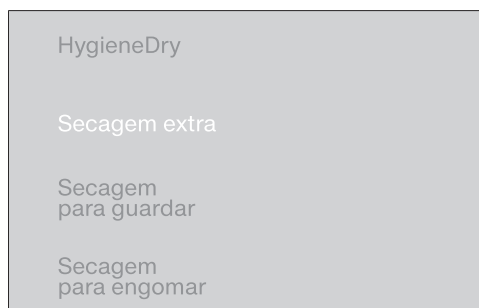 HygieneDry
Secagem extra
Secagem
para guardar
Secagem
para engomar